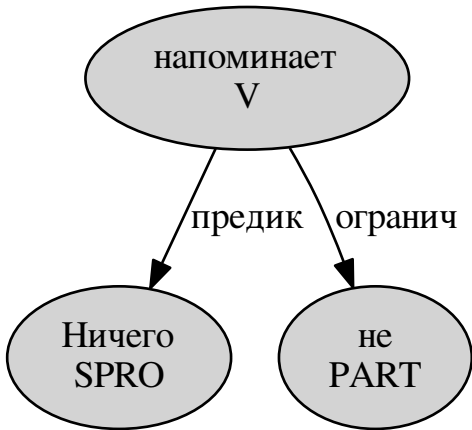 напоминает
V
предик
огранич
Ничего
SPRO
не
PART